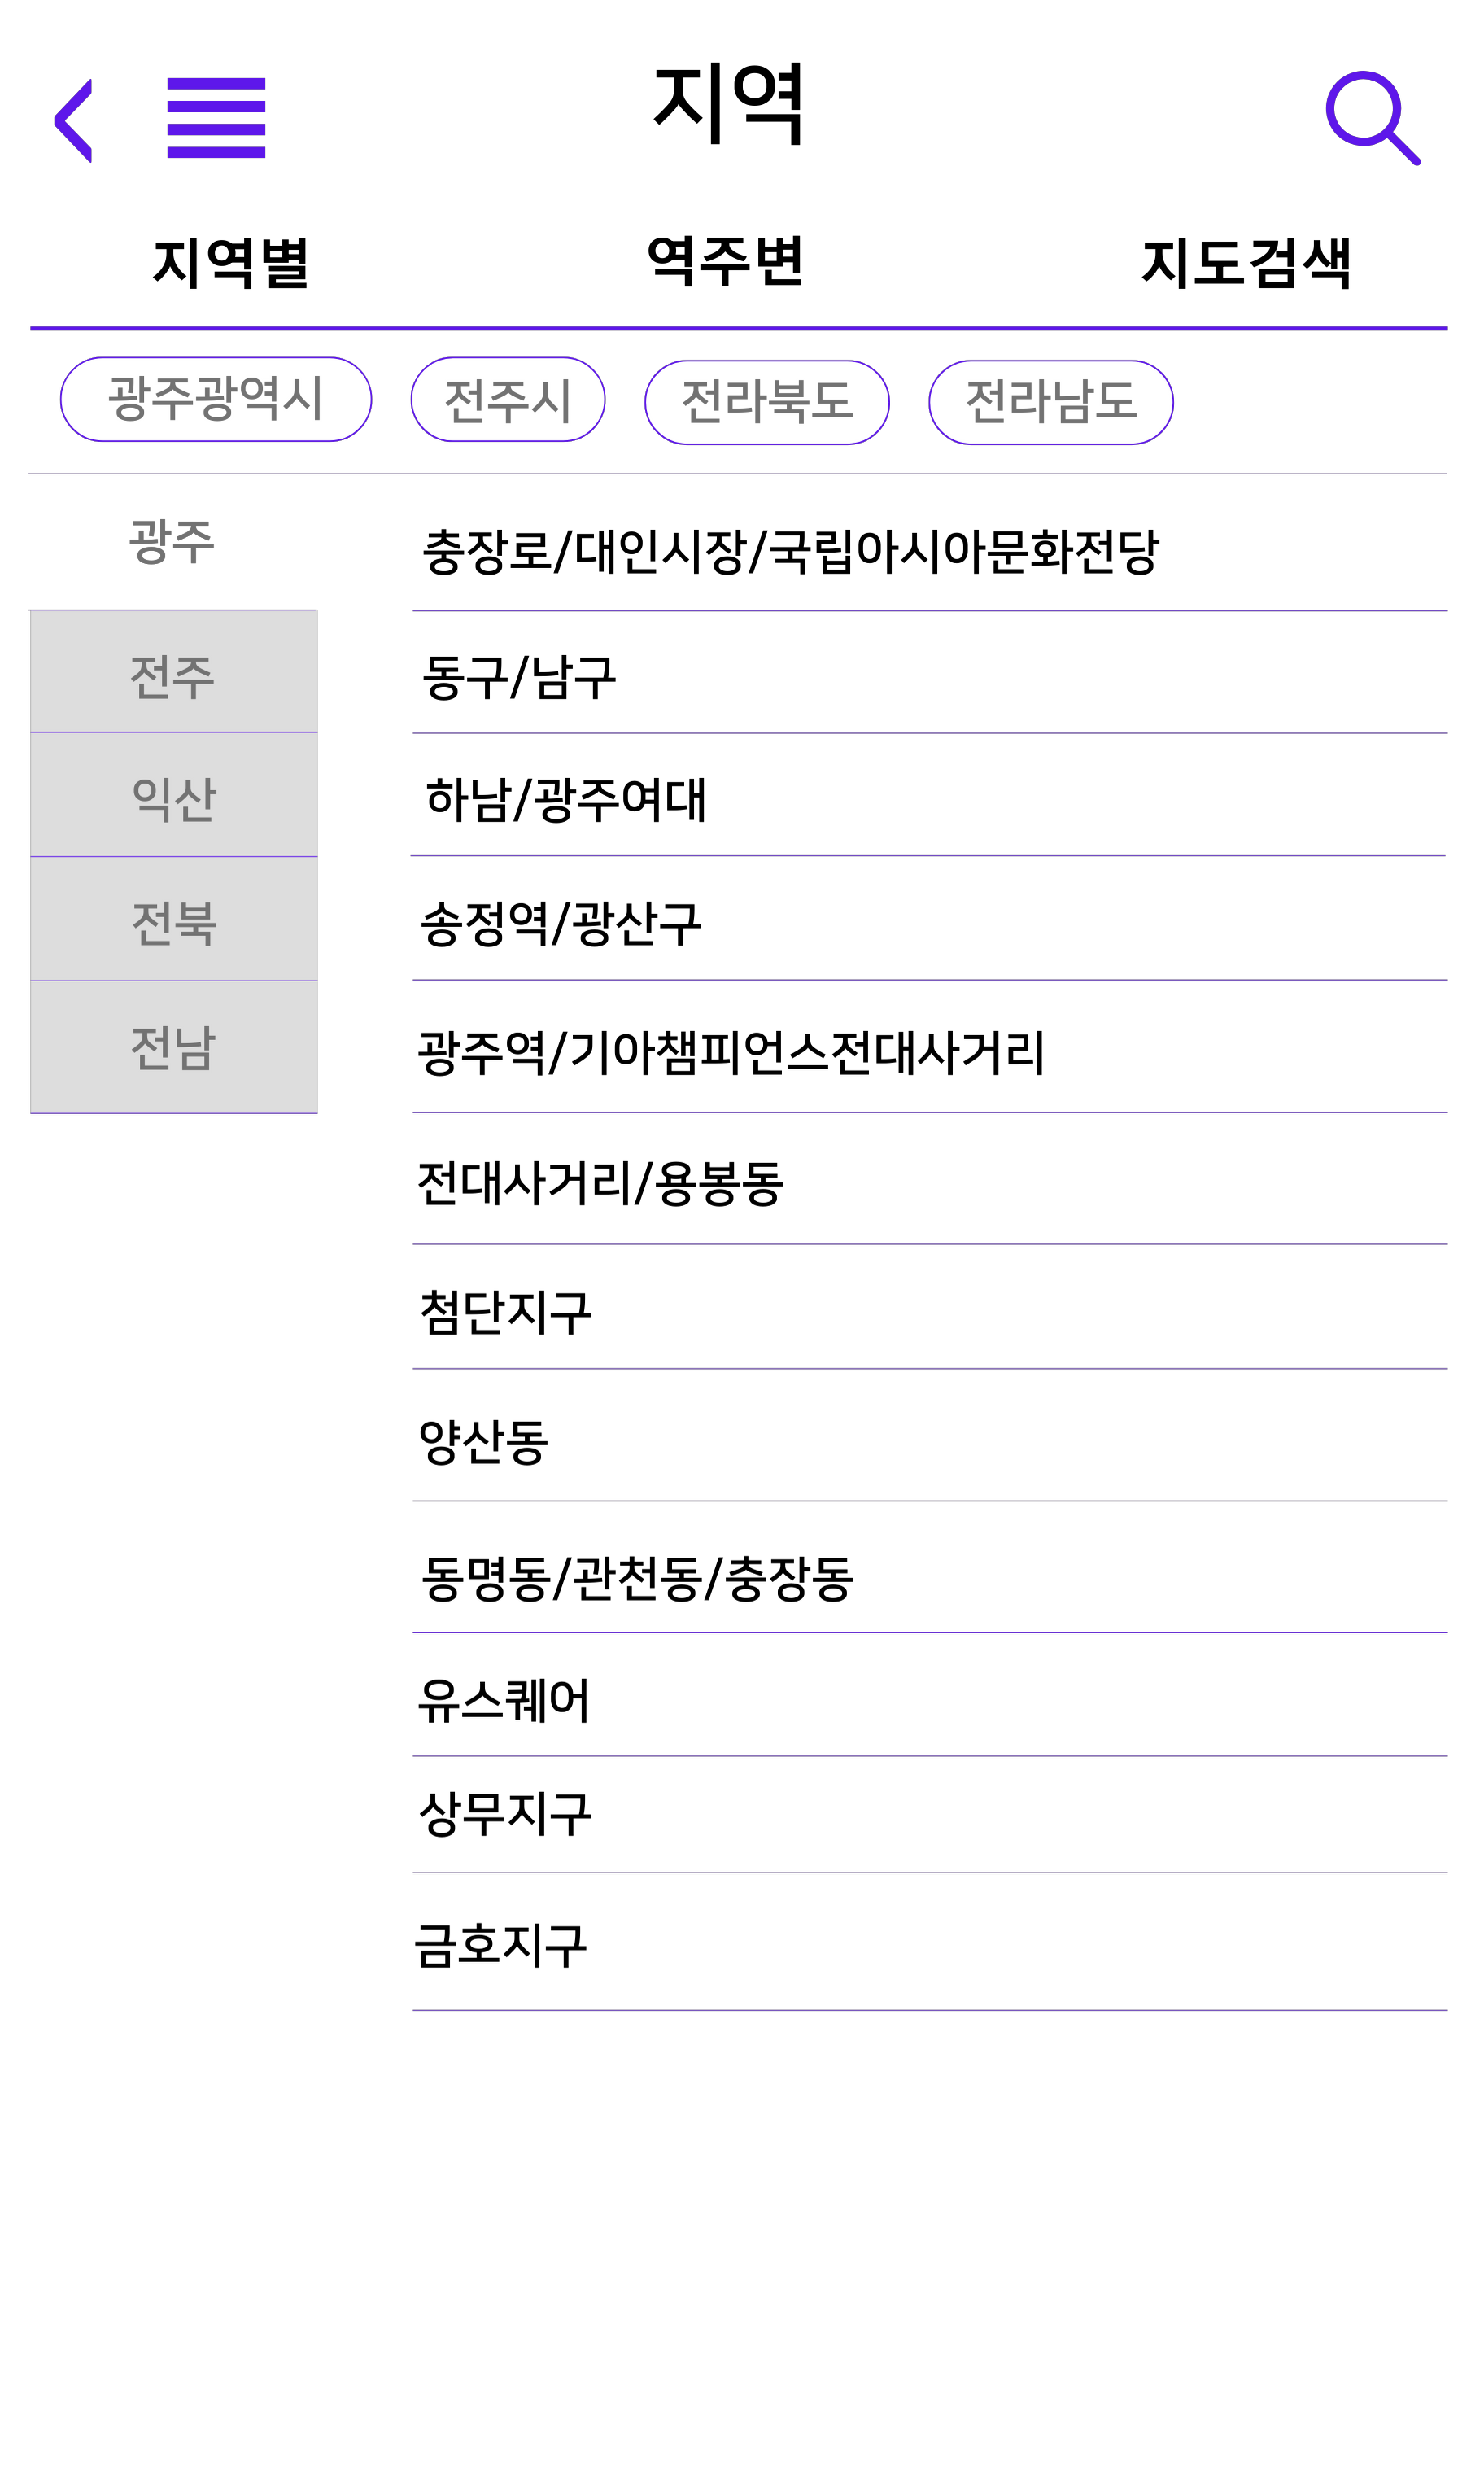 지역
지역별 역주변 지도검색
광주광역시 전주시 전라북도 전라남도
광주
충장로/대인시장/국립아시아문화전당
전주
동구/남구
익산
하남/광주여대
전북
송정역/광산구
전남
광주역/기아챔피언스전대사거리
전대사거리/용봉동
첨단지구
양산동
동명동/관천동/충장동
유스퀘어
상무지구
금호지구